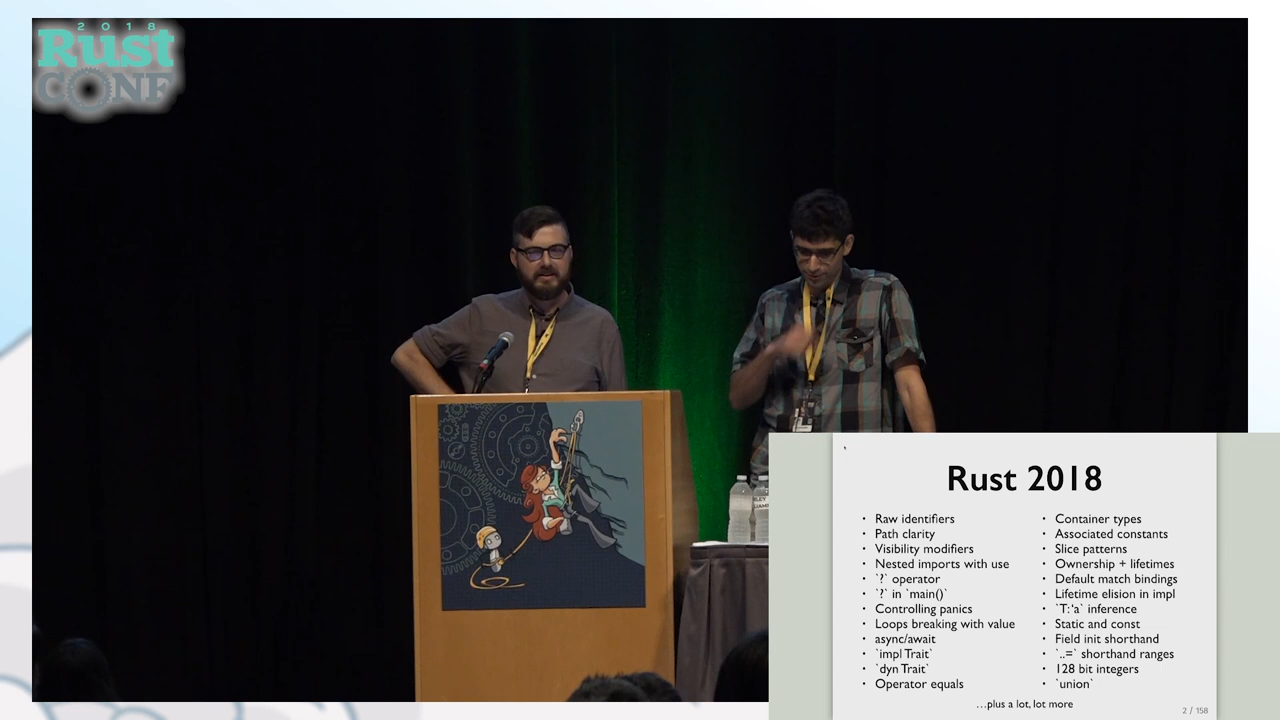 2018
Rust
CONF
Rust 2018
• Raw identifiers
• Path clarity
• Visibility modifiers
• Nested imports with use
• `?` operator
• `?` in `main()`
• Controlling panics
• Loops breaking with value
• async/await
• `impl Trait`
• `dyn Trait`
• Operator equals
• Container types
• Associated constants
• Slice patterns
• Ownership + lifetimes
• Default match bindings
• Lifetime elision in impl
• `T: 'a` inference
• Static and const
• Field init shorthand
• `..=` shorthand ranges
• 128 bit integers
• `union`
...plus a lot, lot more
2 / 158